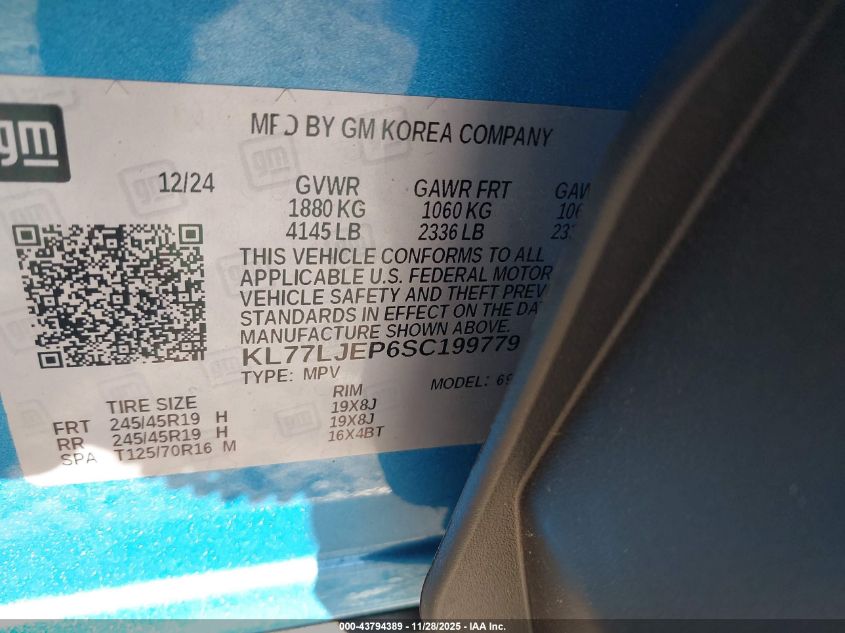 gm
MFD BY GM KOREA COMPANY
12/24
GVWR GAWR FRT
1880 KG 1060 KG
4145 LB 2336 LB
THIS VEHICLE CONFORMS TO ALL
APPLICABLE U.S. FEDERAL MOTOR
VEHICLE SAFETY AND THEFT PREV
STANDARDS IN EFFECT ON THE DA
MANUFACTURE SHOWN ABOVE.
KL77LJEP6SC199779
TYPE: MPV MODEL: 69
TIRE SIZE RIM
FRT 245/45R19 H 19X8J
RR 245/45R19 H 19X8J
SPA T125/70R16 M 16X4BT
000-43794389 | 11/28/2025 - IAA Inc.